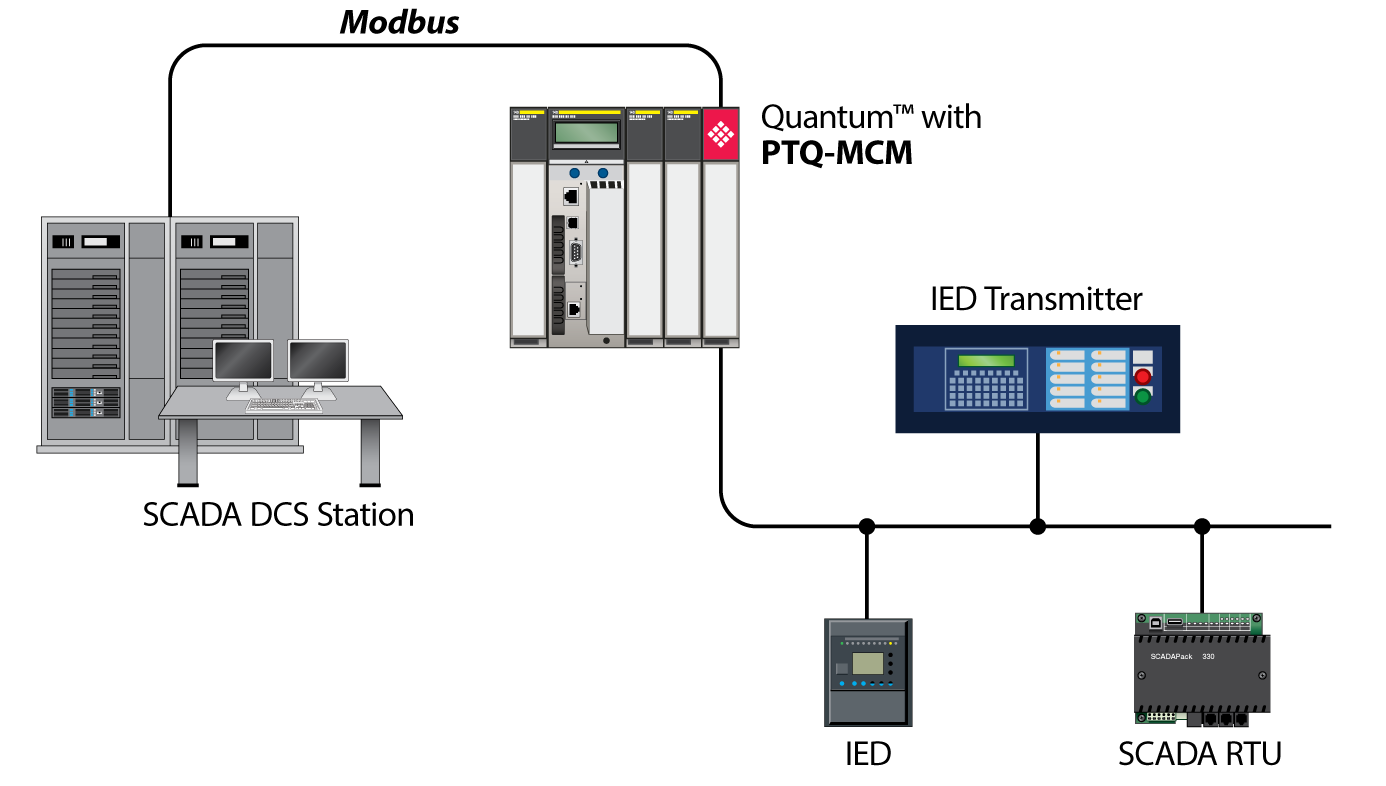 Modbus
Quantum™ with
PTQ-MCM
IED Transmitter
SCADA DCS Station
SCADAPack 330
IED
SCADA RTU